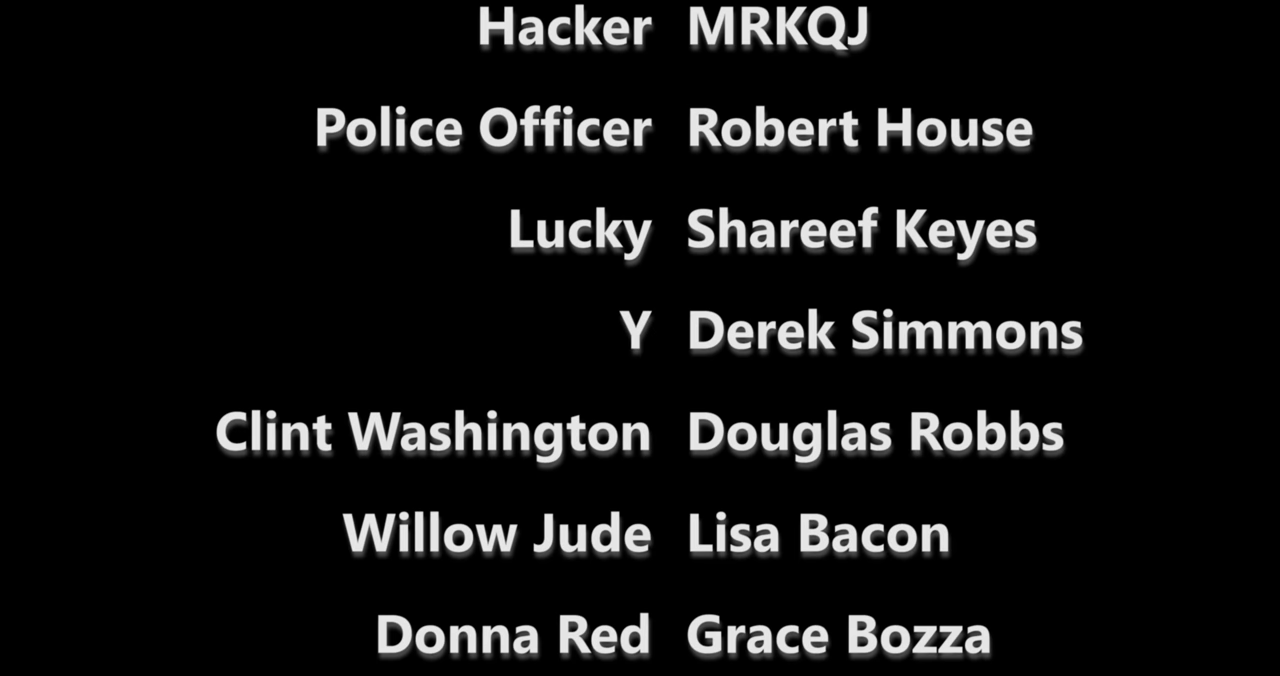 Hacker MRKQJ
Police Officer Robert House
Lucky Shareef Keyes
Y Derek Simmons
Clint Washington Douglas Robbs
Willow Jude Lisa Bacon
Donna Red Grace Bozza